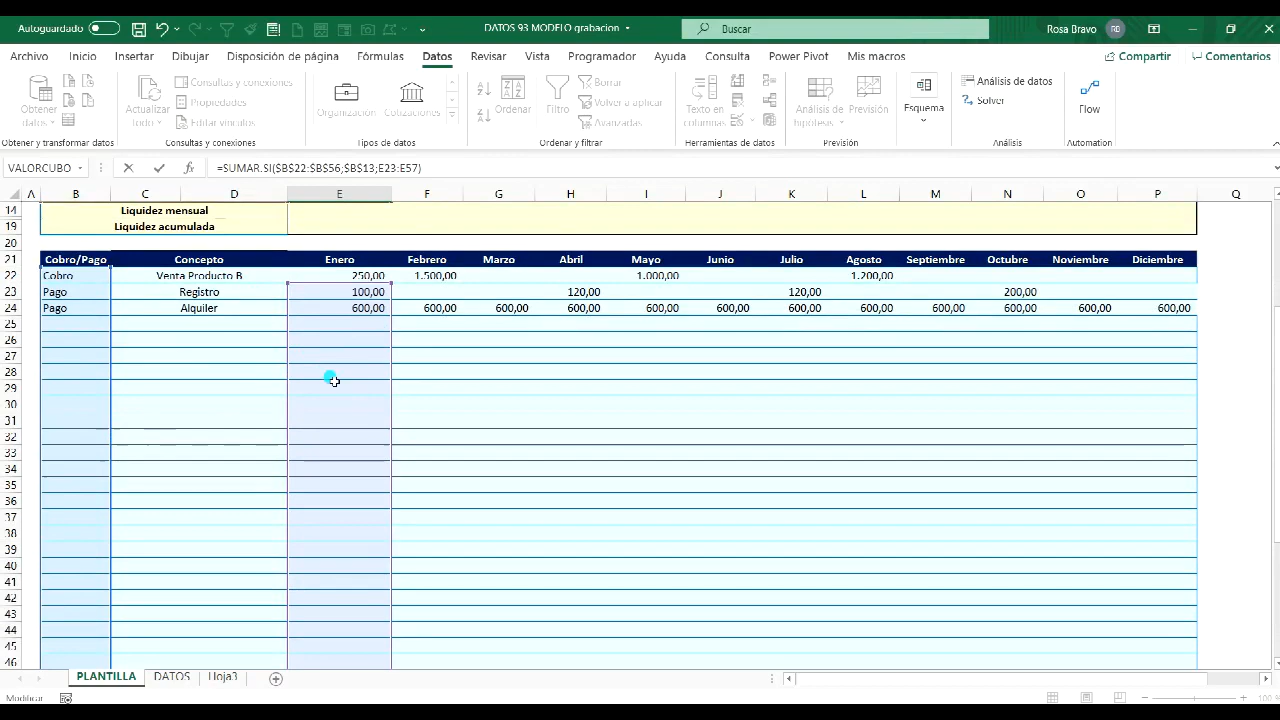 Autoguardado DATOS 93 MODELO grabacion Buscar Rosa Bravo RB
Archivo Inicio Insertar Dibujar Disposición de página Fórmulas Datos Revisar Vista Programador Ayuda Consulta Power Pivot Mis macros Compartir Comentarios
Obtener datos Actualizar todo Consultas y conexiones Propiedades Editar vínculos Organización Cotizaciones Ordenar Filtro Borrar Volver a aplicar Avanzadas Texto en columnas Análisis de hipótesis Previsión Esquema Análisis de datos Solver Flow
Obtener y transformar datos Consultas y conexiones Tipos de datos Ordenar y filtrar Herramientas de datos Previsión Análisis Automation
VALORCUBO =SUMAR.SI($B$22:$B$56,$B$13;E23:E57)
A B C D E F G H I J K L M N O P Q
14 Liquidez mensual
19 Liquidez acumulada
20
21 Cobro/Pago Concepto Enero Febrero Marzo Abril Mayo Junio Julio Agosto Septiembre Octubre Noviembre Diciembre
22 Cobro Venta Producto B 250,00 1.500,00 1.000,00 1.200,00
23 Pago Registro 100,00 120,00 120,00 200,00
24 Pago Alquiler 600,00 600,00 600,00 600,00 600,00 600,00 600,00 600,00 600,00 600,00 600,00 600,00
25
26
27
28
29
30
31
32
33
34
35
36
37
38
39
40
41
42
43
44
45
46
PLANTILLA DATOS Hoja3
Modificar 100 %